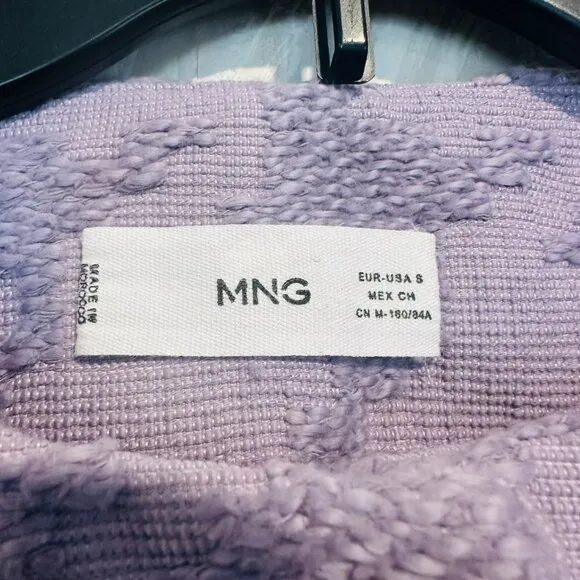 MADE IN
MOROCCO
MNG
EUR-USA S
MEX CH
CN M-160/84A